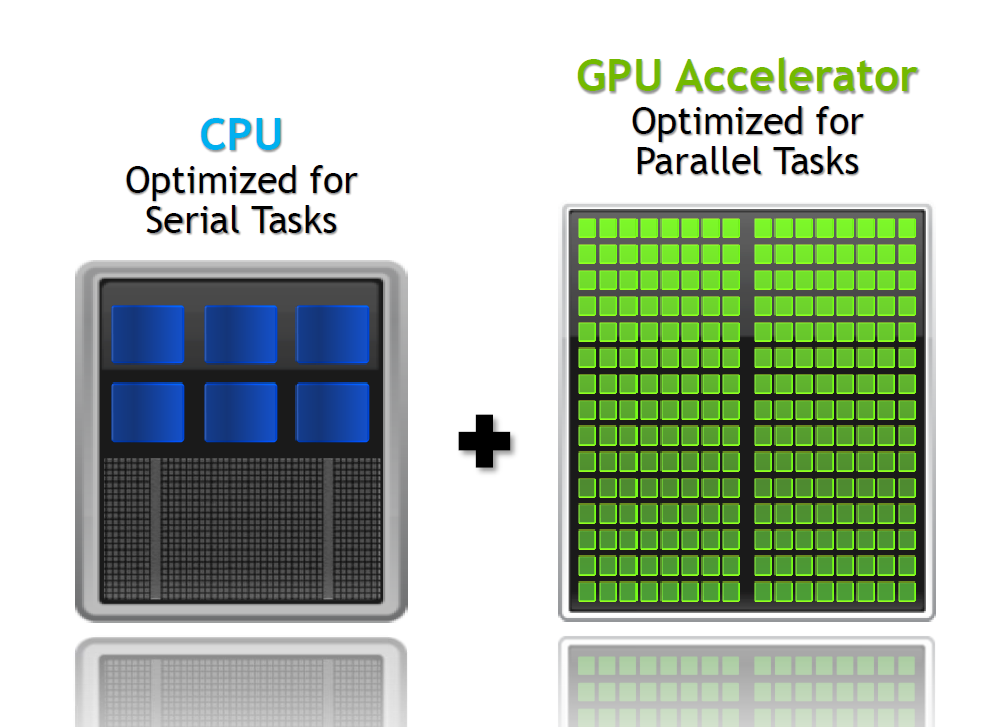 CPU
Optimized for
Serial Tasks
GPU Accelerator
Optimized for
Parallel Tasks